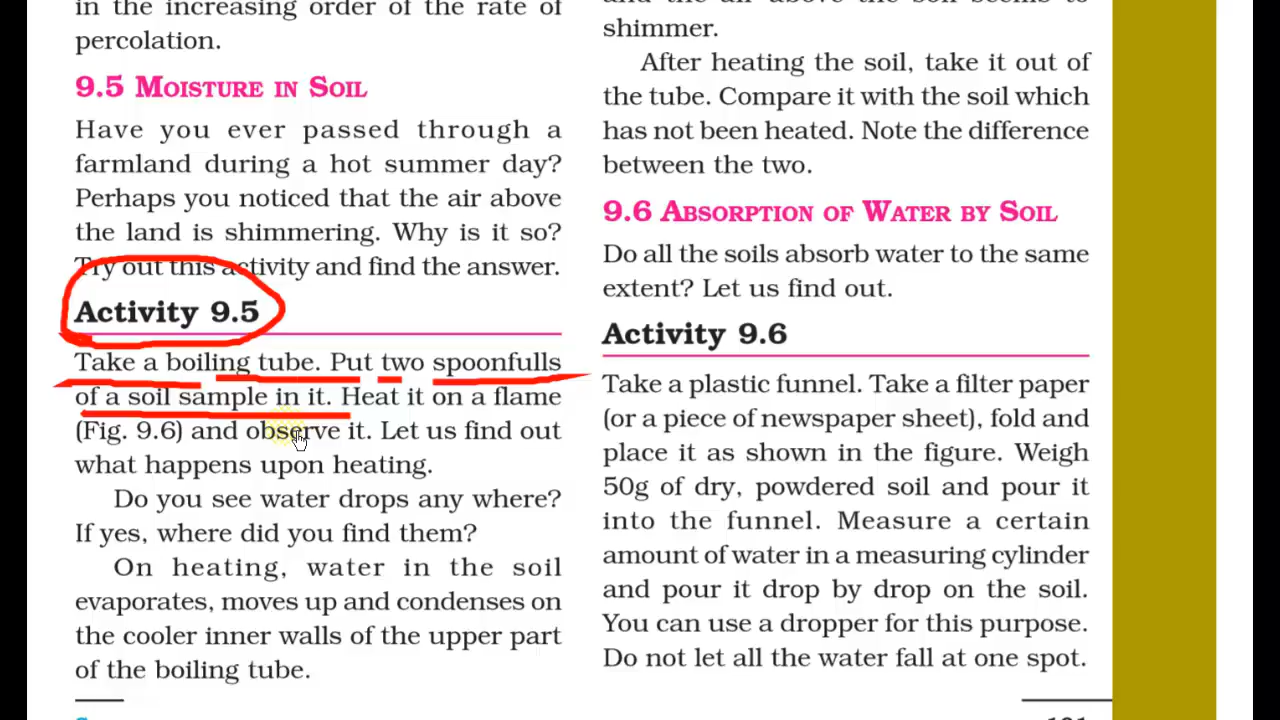 in the increasing order of the rate of
percolation.
9.5 MOISTURE IN SOIL
Have you ever passed through a
farmland during a hot summer day?
Perhaps you noticed that the air above
the land is shimmering. Why is it so?
Try out this activity and find the answer.
Activity 9.5
Take a boiling tube. Put two spoonfulls
of a soil sample in it. Heat it on a flame
(Fig. 9.6) and observe it. Let us find out
what happens upon heating.
Do you see water drops any where?
If yes, where did you find them?
On heating, water in the soil
evaporates, moves up and condenses on
the cooler inner walls of the upper part
of the boiling tube.
and the air above the soil seems to
shimmer.
After heating the soil, take it out of
the tube. Compare it with the soil which
has not been heated. Note the difference
between the two.
9.6 ABSORPTION OF WATER BY SOIL
Do all the soils absorb water to the same
extent? Let us find out.
Activity 9.6
Take a plastic funnel. Take a filter paper
(or a piece of newspaper sheet), fold and
place it as shown in the figure. Weigh
50g of dry, powdered soil and pour it
into the funnel. Measure a certain
amount of water in a measuring cylinder
and pour it drop by drop on the soil.
You can use a dropper for this purpose.
Do not let all the water fall at one spot.